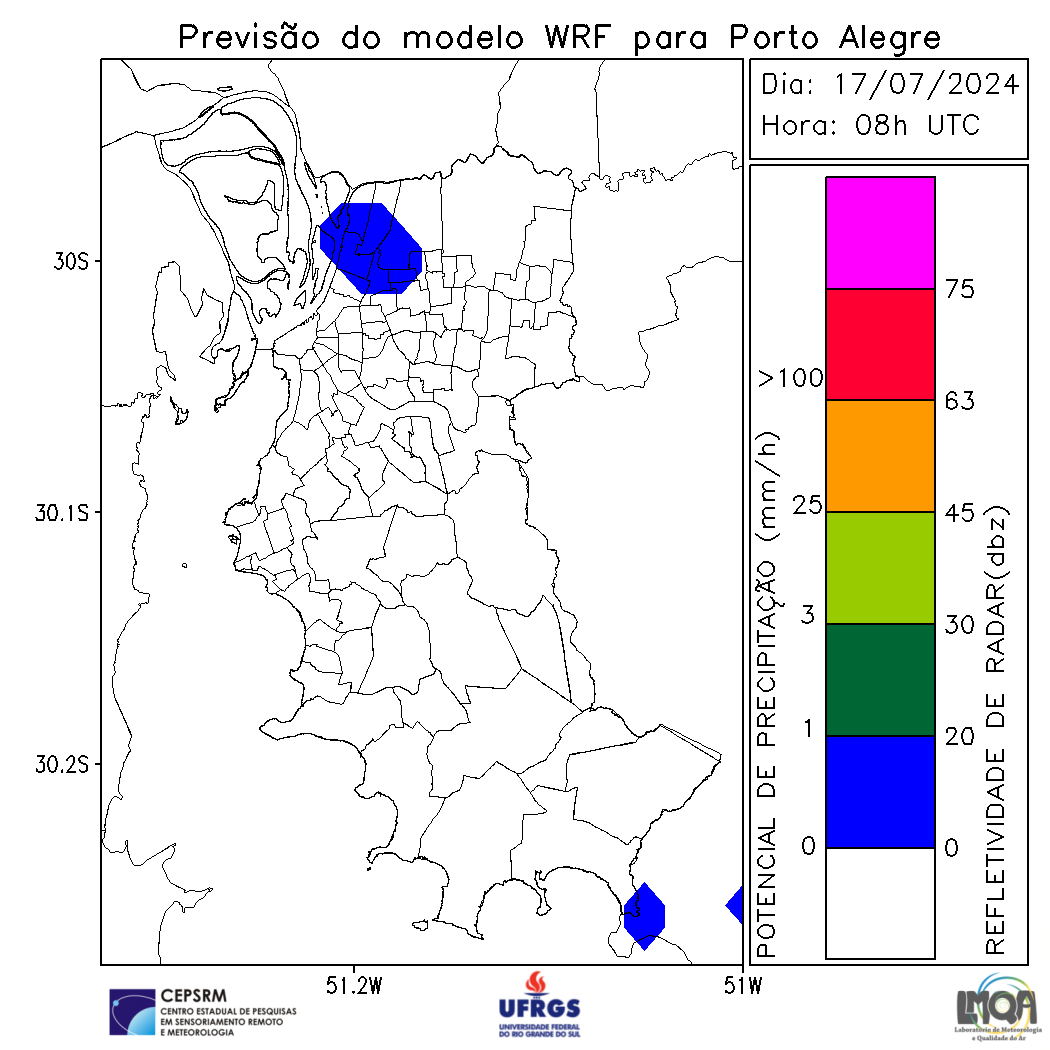 Previsão do modelo WRF para Porto Alegre
Dia: 17/07/2024
Hora: 08h UTC
30S
30.1S
30.2S
51.2W
51W
POTENCIAL DE PRECIPITAÇÃO (mm/h)
>100
25
3
1
0
75
63
45
30
20
0
REFLETIVIDADE DE RADAR(dbz)
CEPSRM
CENTRO ESTADUAL DE PESQUISAS
EM SENSORIAMENTO REMOTO
E METEOROLOGIA
UFRGS
UNIVERSIDADE FEDERAL
DO RIO GRANDE DO SUL
LMQA
Laboratório de Meteorologia
e Qualidade do Ar